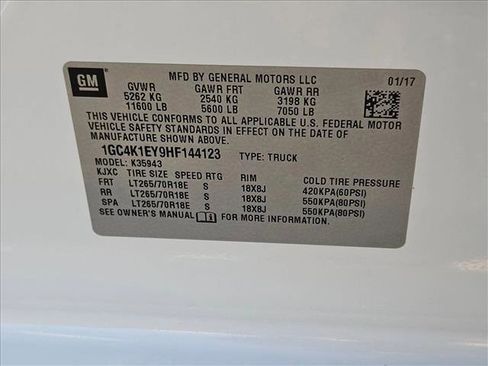 GM
MFD BY GENERAL MOTORS LLC 01/17
GVWR GAWR FRT GAWR RR
5262 KG 2540 KG 3198 KG
11600 LB 5600 LB 7050 LB
THIS VEHICLE CONFORMS TO ALL APPLICABLE U.S. FEDERAL MOTOR
VEHICLE SAFETY STANDARDS IN EFFECT ON THE DATE OF
MANUFACTURE SHOWN ABOVE.
1GC4K1EY9HF144123 TYPE: TRUCK
MODEL: K35943
KJXC TIRE SIZE SPEED RTG RIM COLD TIRE PRESSURE
FRT LT265/70R18E S 18X8J 420KPA(60PSI)
RR LT265/70R18E S 18X8J 550KPA(80PSI)
SPA LT265/70R18E S 18X8J 550KPA(80PSI)
SEE OWNER'S MANUAL FOR MORE INFORMATION.